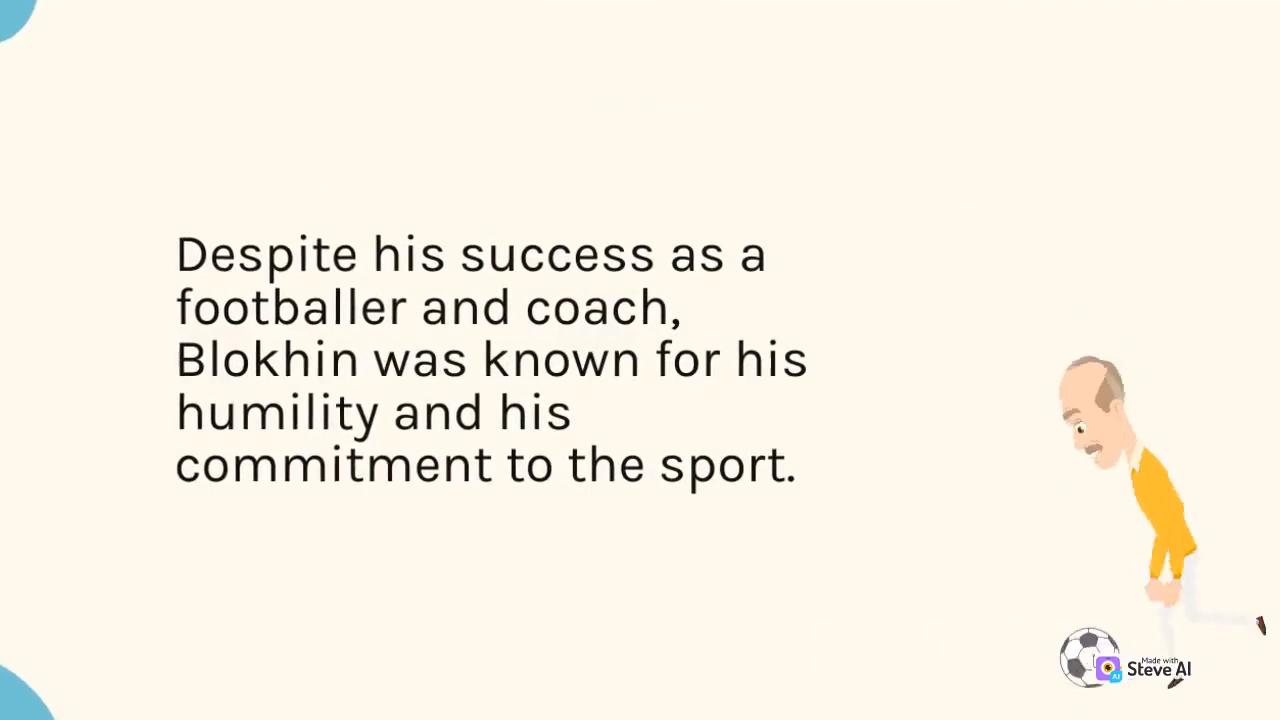 Despite his success as a
footballer and coach,
Blokhin was known for his
humility and his
commitment to the sport.
Made with
Steve AI
AI